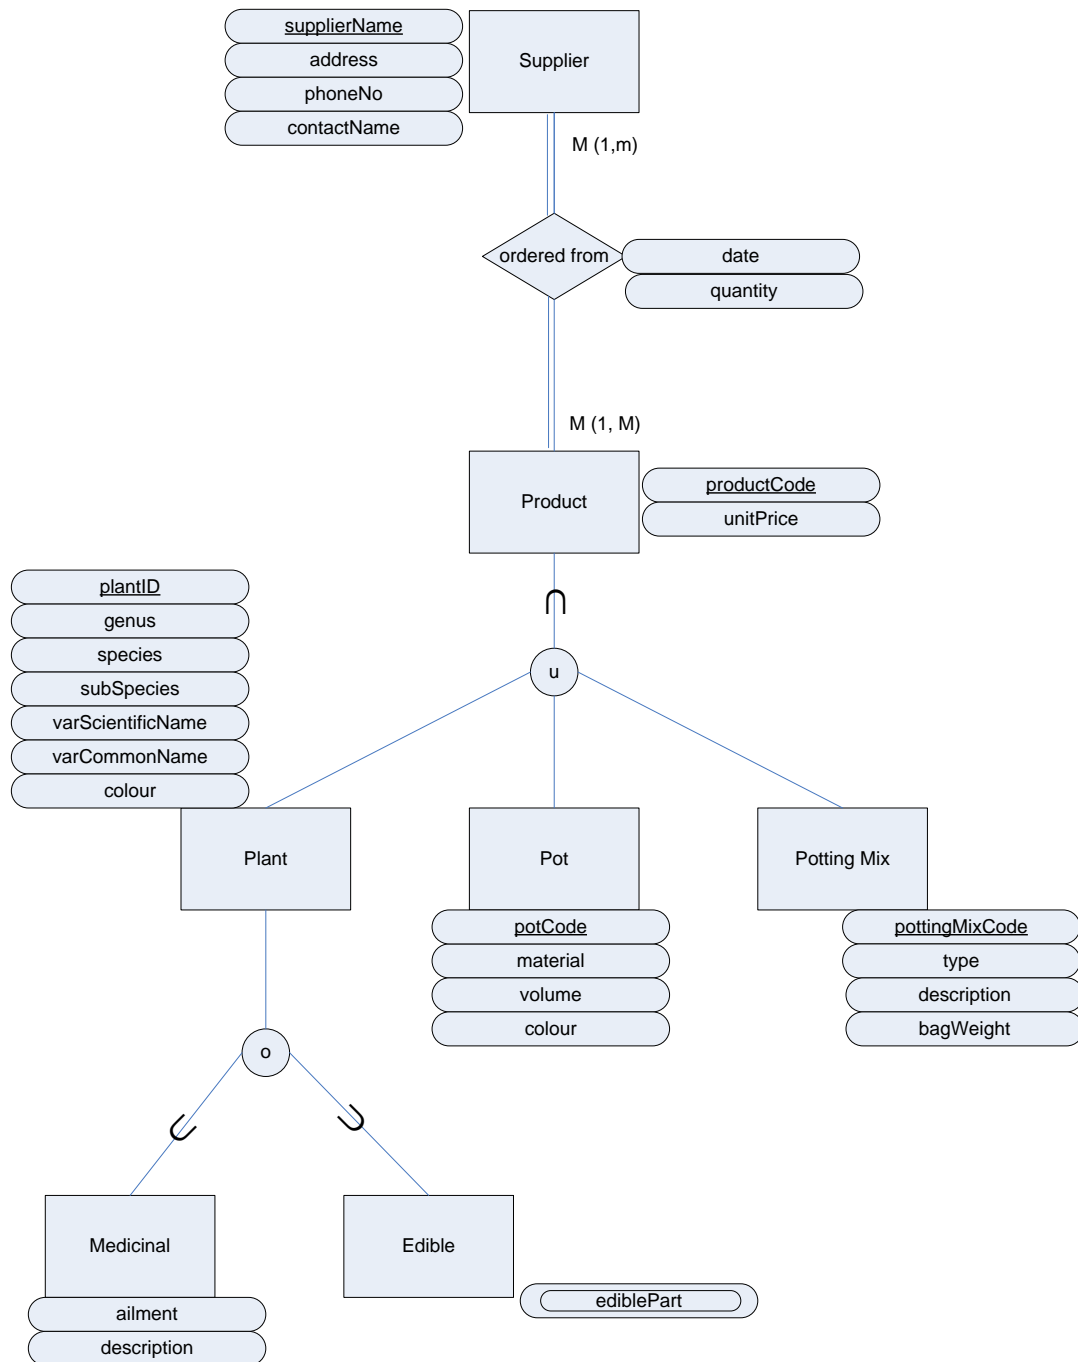 supplierName
address
phoneNo
contactName
Supplier
M (1,m)
ordered from
date
quantity
M (1, M)
Product
productCode
unitPrice
plantID
genus
species
subSpecies
varScientificName
varCommonName
colour
u
Plant
Pot
Potting Mix
potCode
material
volume
colour
pottingMixCode
type
description
bagWeight
o
Medicinal
Edible
ailment
description
ediblePart